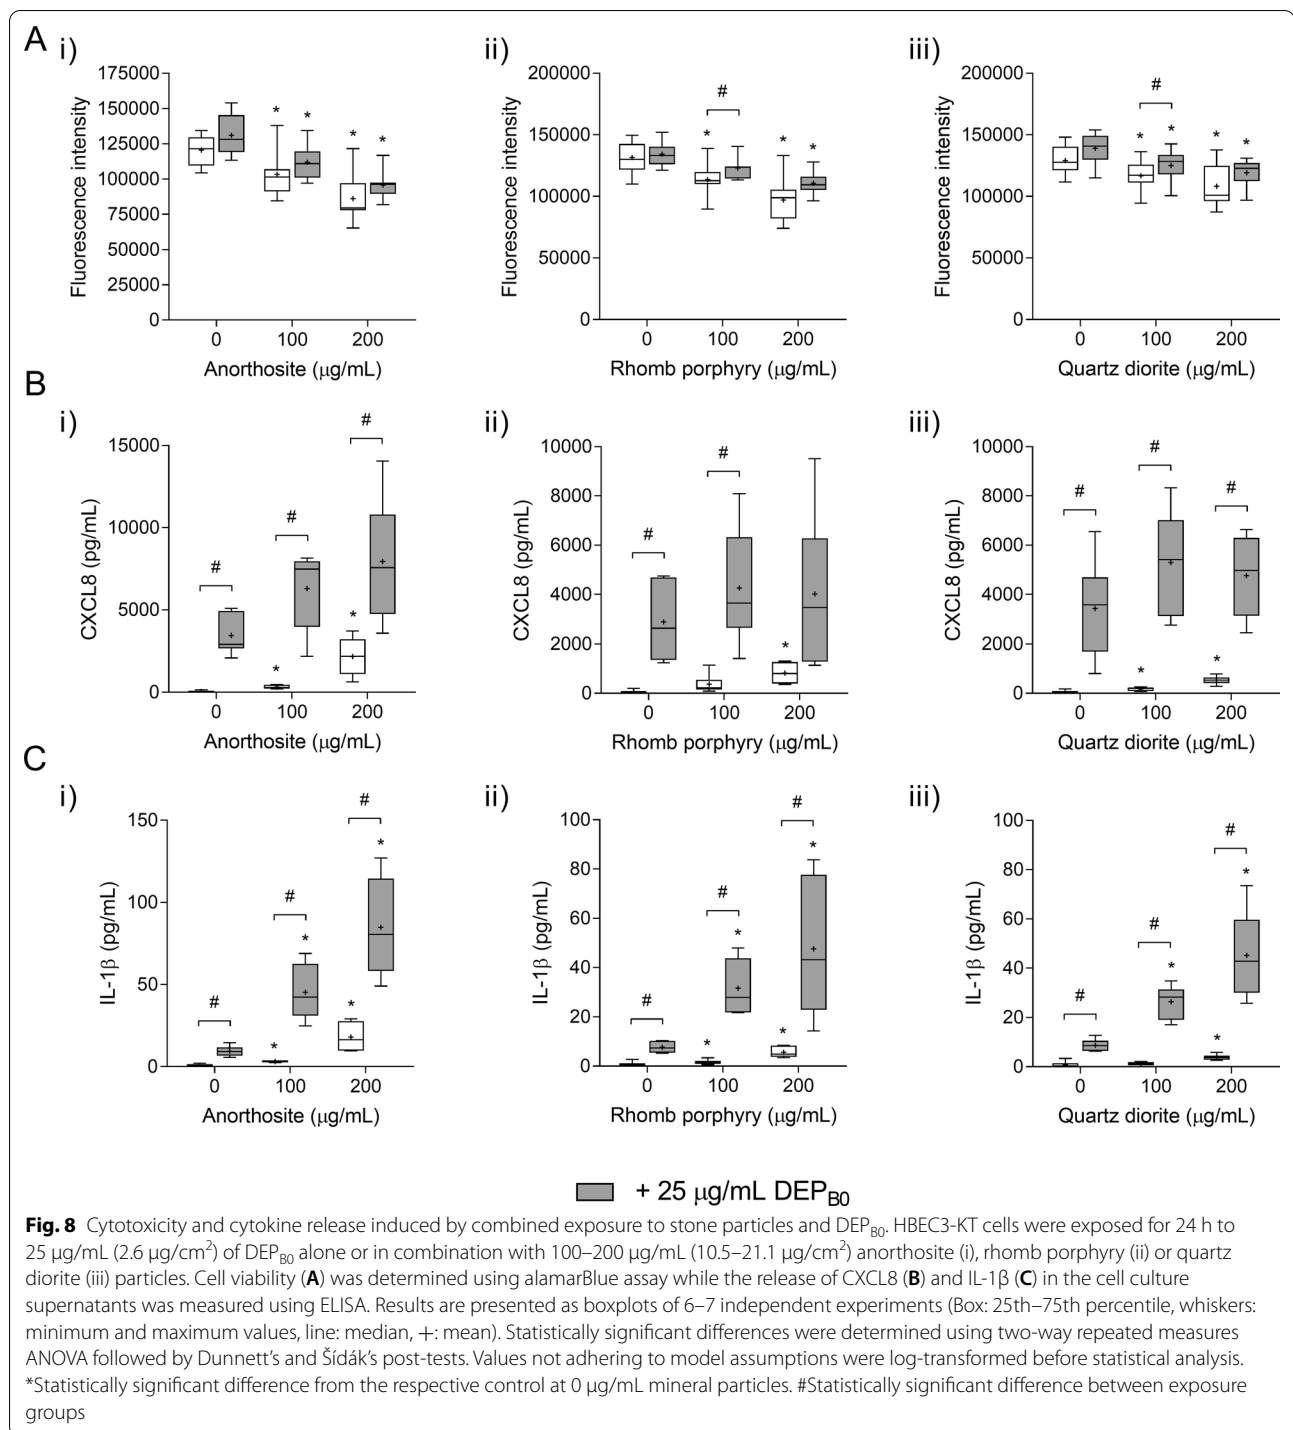 A
i)
ii)
iii)
175000
150000
125000
100000
75000
50000
25000
0
Fluorescence intensity
* * * *
0 100 200
Anorthosite (μg/mL)
200000
150000
100000
50000
0
Fluorescence intensity
#
* * *
0 100 200
Rhomb porphyry (μg/mL)
200000
150000
100000
50000
0
Fluorescence intensity
#
* * * *
0 100 200
Quartz diorite (μg/mL)
B
i)
ii)
iii)
15000
10000
5000
0
CXCL8 (pg/mL)
# # #
* *
0 100 200
Anorthosite (μg/mL)
10000
8000
6000
4000
2000
0
CXCL8 (pg/mL)
# #
*
0 100 200
Rhomb porphyry (μg/mL)
10000
8000
6000
4000
2000
0
CXCL8 (pg/mL)
# # #
* *
0 100 200
Quartz diorite (μg/mL)
C
i)
ii)
iii)
150
100
50
0
IL-1β (pg/mL)
# # #
* * * *
0 100 200
Anorthosite (μg/mL)
100
80
60
40
20
0
IL-1β (pg/mL)
# # #
* * * *
0 100 200
Rhomb porphyry (μg/mL)
100
80
60
40
20
0
IL-1β (pg/mL)
# # #
* * *
0 100 200
Quartz diorite (μg/mL)
+ 25 μg/mL DEP_B0
Fig. 8 Cytotoxicity and cytokine release induced by combined exposure to stone particles and DEP_B0. HBEC3-KT cells were exposed for 24 h to
25 μg/mL (2.6 μg/cm²) of DEP_B0 alone or in combination with 100–200 μg/mL (10.5–21.1 μg/cm²) anorthosite (i), rhomb porphyry (ii) or quartz
diorite (iii) particles. Cell viability (A) was determined using alamarBlue assay while the release of CXCL8 (B) and IL-1β (C) in the cell culture
supernatants was measured using ELISA. Results are presented as boxplots of 6–7 independent experiments (Box: 25th–75th percentile, whiskers:
minimum and maximum values, line: median, +: mean). Statistically significant differences were determined using two-way repeated measures
ANOVA followed by Dunnett's and Šídák's post-tests. Values not adhering to model assumptions were log-transformed before statistical analysis.
*Statistically significant difference from the respective control at 0 μg/mL mineral particles. #Statistically significant difference between exposure
groups